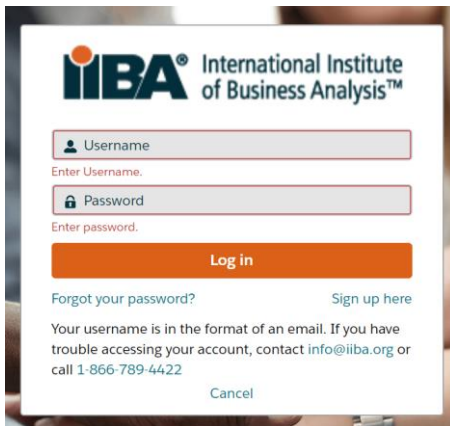 iiBA® International Institute
of Business Analysis™
Username
Enter Username.
Password
Enter password.
Log in
Forgot your password? Sign up here
Your username is in the format of an email. If you have
trouble accessing your account, contact info@iiba.org or
call 1-866-789-4422
Cancel